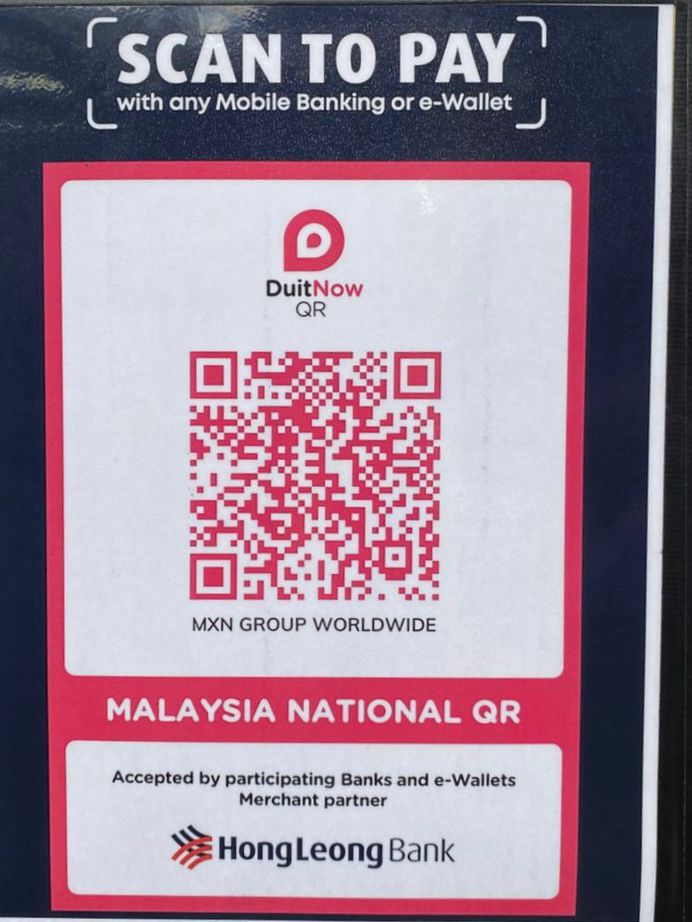 SCAN TO PAY
with any Mobile Banking or e-Wallet
DuitNow
QR
MXN GROUP WORLDWIDE
MALAYSIA NATIONAL QR
Accepted by participating Banks and e-Wallets
Merchant partner
HongLeong Bank